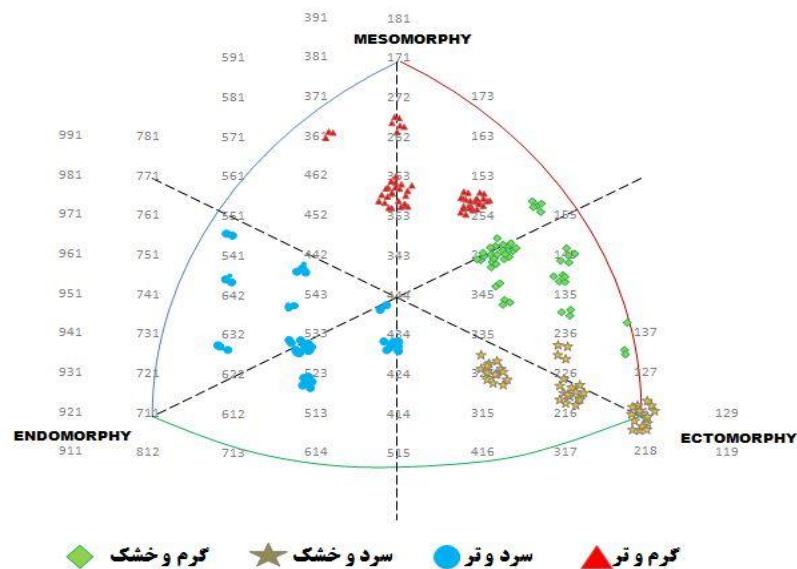 391 181
MESOMORPHY
591 381 171
581 371 272 173
991 781 571 361 262 163
981 771 561 462 153
971 761 551 452 353 254 155
961 751 541 442 343
951 741 642 543 444 345 135
941 731 632 533 434 335 236 137
931 721 622 523 424 226 127
921 711 612 513 414 315 216 129
ENDOMORPHY ECTOMORPHY
911 812 713 614 515 416 317 218 119
گرم و تر سرد و تر سرد و خشک گرم و خشک